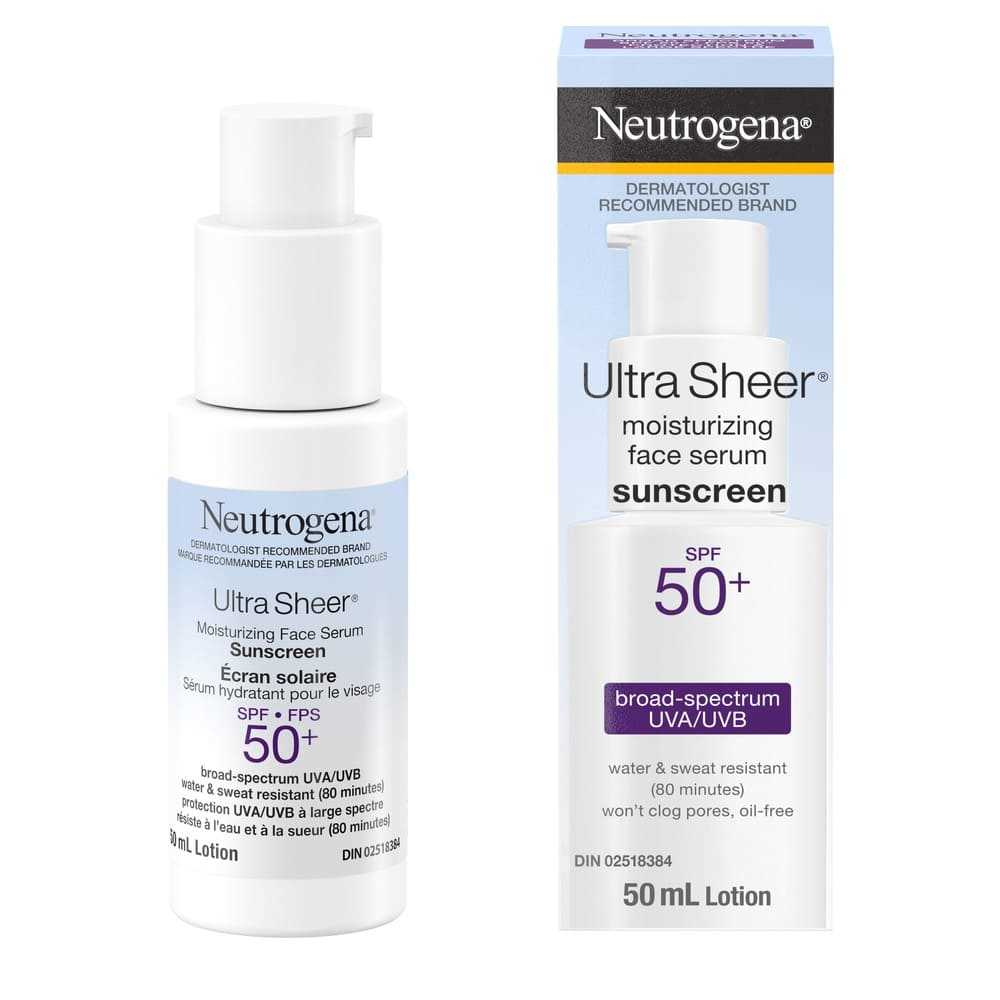 Neutrogena®
DERMATOLOGIST RECOMMENDED BRAND
MARQUE RECOMMANDÉE PAR LES DERMATOLOGUES
Ultra Sheer®
Moisturizing Face Serum
Sunscreen
Écran solaire
Sérum hydratant pour le visage
SPF • FPS
50+
broad-spectrum UVA/UVB
water & sweat resistant (80 minutes)
protection UVA/UVB à large spectre
résiste à l'eau et à la sueur (80 minutes)
50 mL Lotion
DIN 02518384
Neutrogena®
Neutrogena®
DERMATOLOGIST
RECOMMENDED BRAND
Ultra Sheer®
moisturizing
face serum
sunscreen
SPF
50+
broad-spectrum
UVA/UVB
water & sweat resistant
(80 minutes)
won't clog pores, oil-free
DIN 02518384
50 mL Lotion